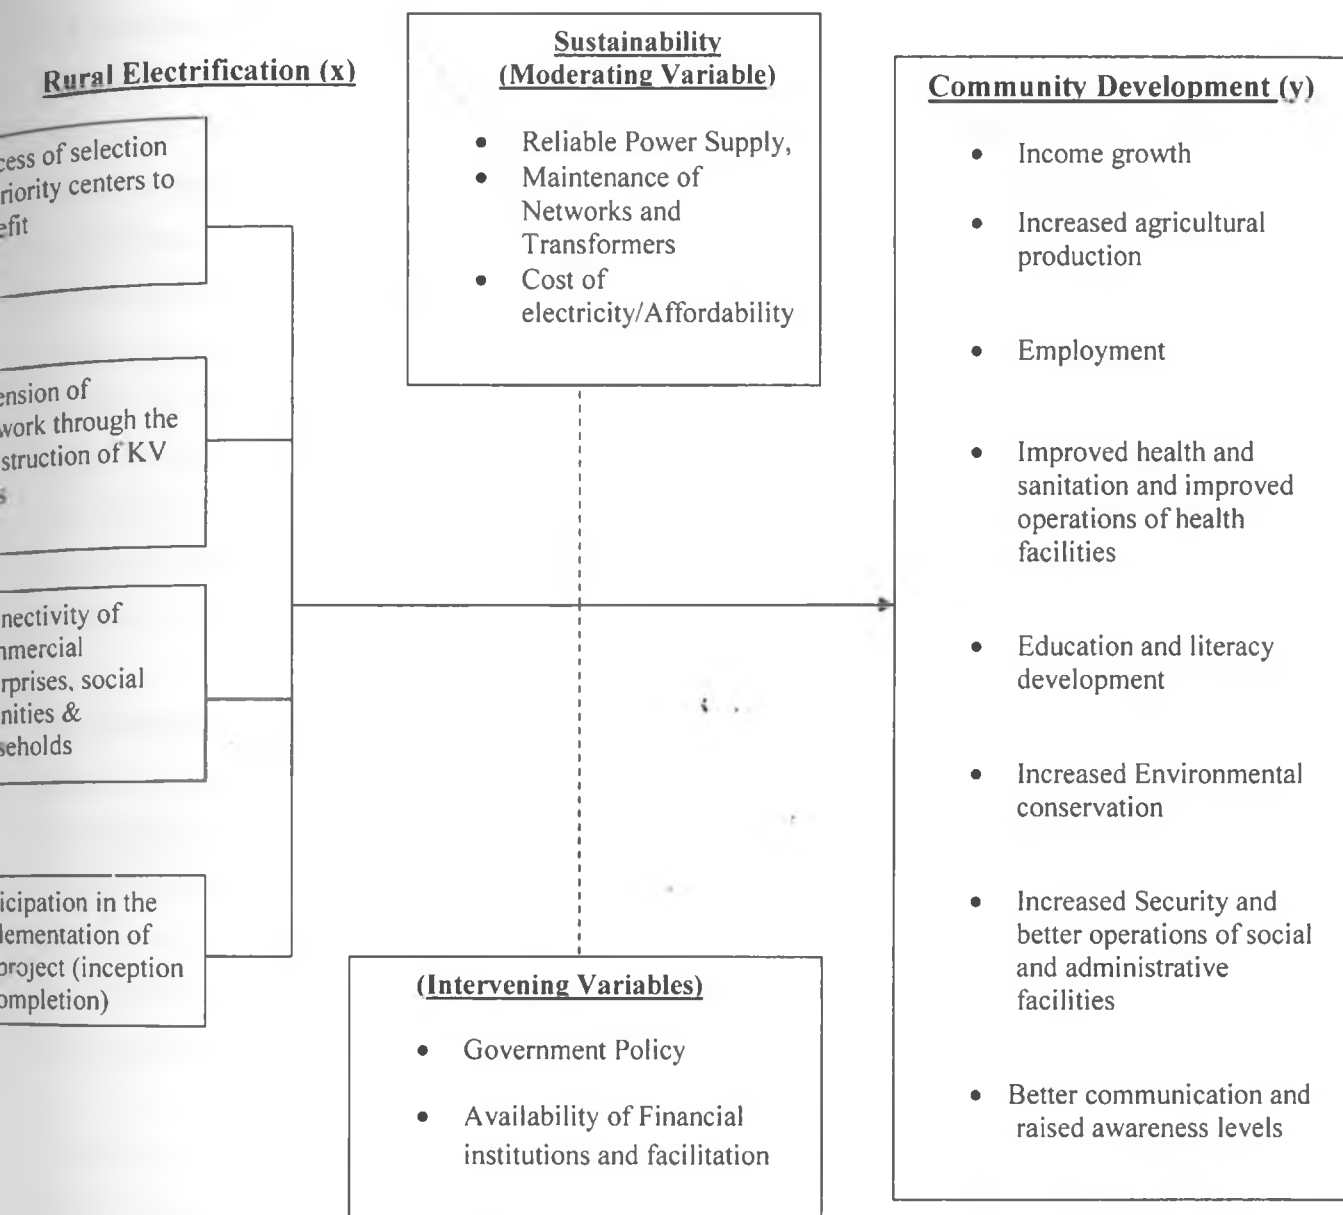 Rural Electrification (x)
cess of selection
riority centers to
efit
ension of
work through the
struction of KV
s
nectivity of
nmercial
rprises, social
nities &
seholds
icipation in the
lementation of
project (inception
ompletion)
Sustainability
(Moderating Variable)
• Reliable Power Supply,
• Maintenance of
Networks and
Transformers
• Cost of
electricity/Affordability
(Intervening Variables)
• Government Policy
• Availability of Financial
institutions and facilitation
Community Development (y)
• Income growth
• Increased agricultural
production
• Employment
• Improved health and
sanitation and improved
operations of health
facilities
• Education and literacy
development
• Increased Environmental
conservation
• Increased Security and
better operations of social
and administrative
facilities
• Better communication and
raised awareness levels